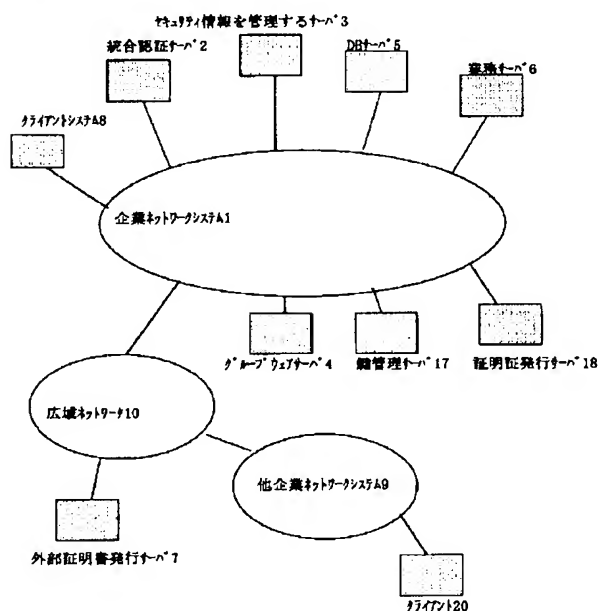 セキュリティ情報を管理するサーバ3
統合認証サーバ2
DBサーバ5
業務サーバ6
クライアントシステム8
企業ネットワークシステム1
グループウェアサーバ4
鍵管理サーバ17
証明証発行サーバ18
広域ネットワーク10
他企業ネットワークシステム9
外部証明書発行サーバ7
クライアント20